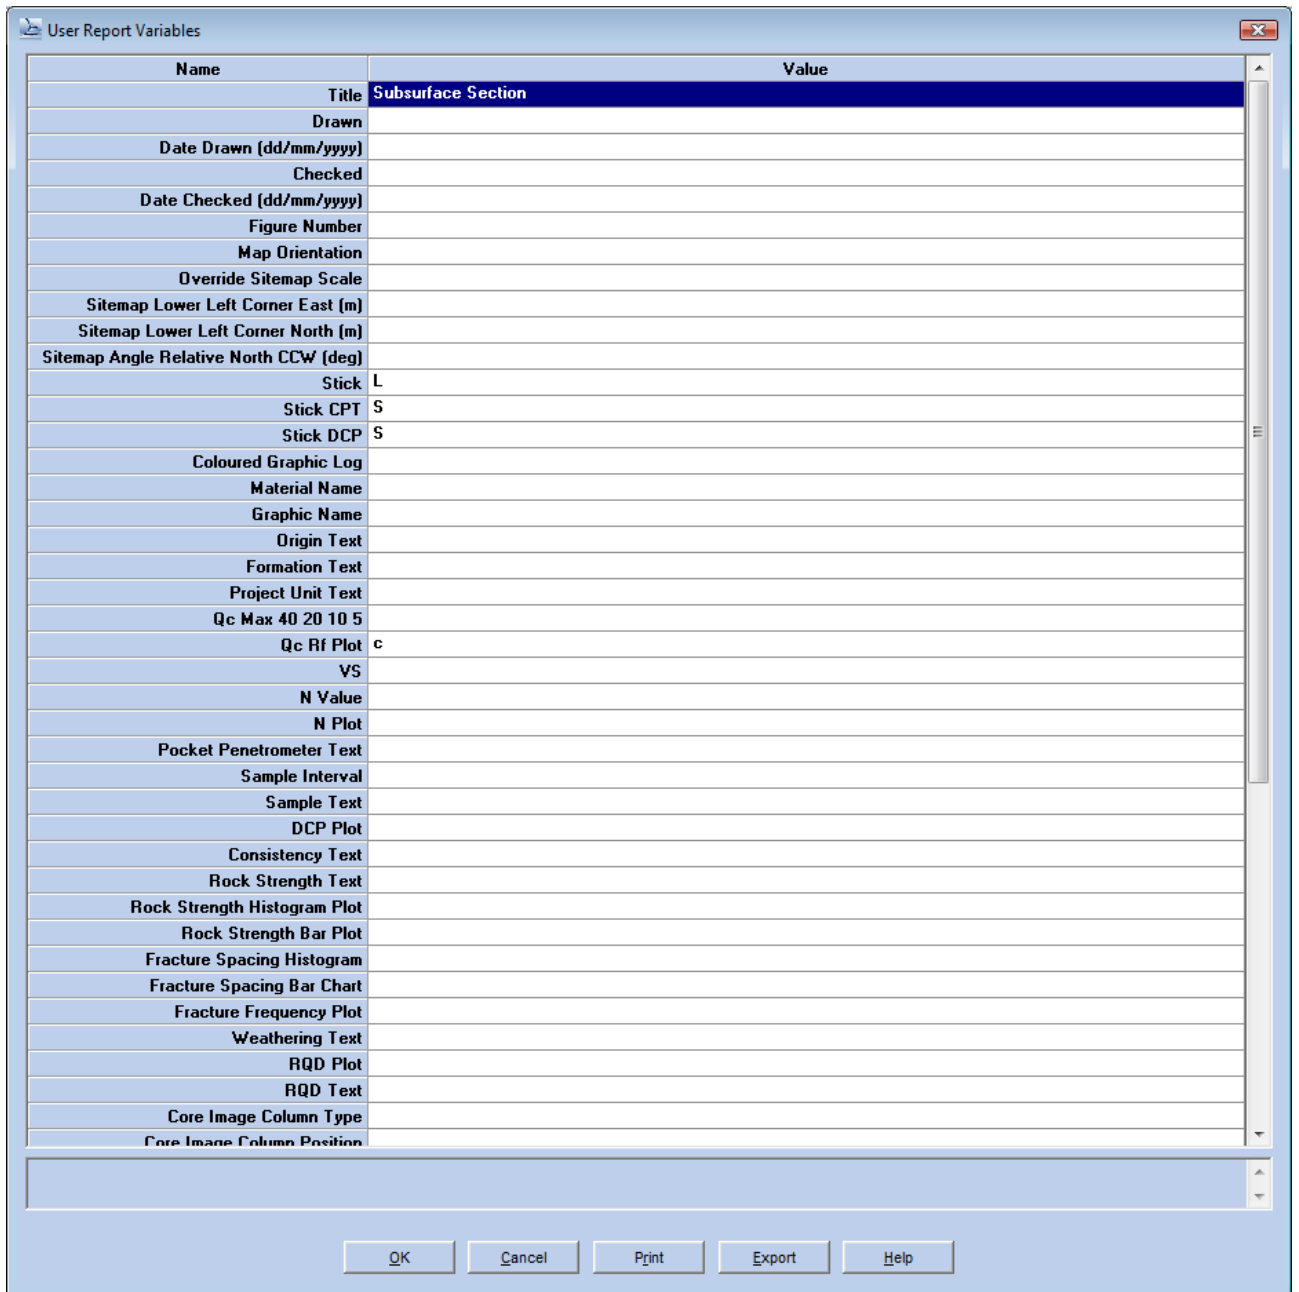 User Report Variables
Name Value
Title Subsurface Section
Drawn
Date Drawn (dd/mm/yyyy)
Checked
Date Checked (dd/mm/yyyy)
Figure Number
Map Orientation
Override Sitemap Scale
Sitemap Lower Left Corner East (m)
Sitemap Lower Left Corner North (m)
Sitemap Angle Relative North CCW (deg)
Stick L
Stick CPT S
Stick DCP S
Coloured Graphic Log
Material Name
Graphic Name
Origin Text
Formation Text
Project Unit Text
Qc Max 40 20 10 5
Qc Rf Plot c
VS
N Value
N Plot
Pocket Penetrometer Text
Sample Interval
Sample Text
DCP Plot
Consistency Text
Rock Strength Text
Rock Strength Histogram Plot
Rock Strength Bar Plot
Fracture Spacing Histogram
Fracture Spacing Bar Chart
Fracture Frequency Plot
Weathering Text
RQD Plot
RQD Text
Core Image Column Type
Core Image Column Position
OK Cancel Print Export Help